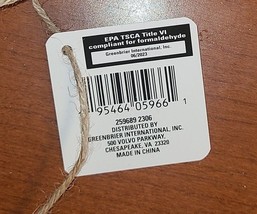 EPA TSCA Title VI
compliant for formaldehyde
Greenbrier International, Inc.
06/2023
95464 05966 1
259689 2306
DISTRIBUTED BY
GREENBRIER INTERNATIONAL, INC.
500 VOLVO PARKWAY,
CHESAPEAKE, VA 23320
MADE IN CHINA